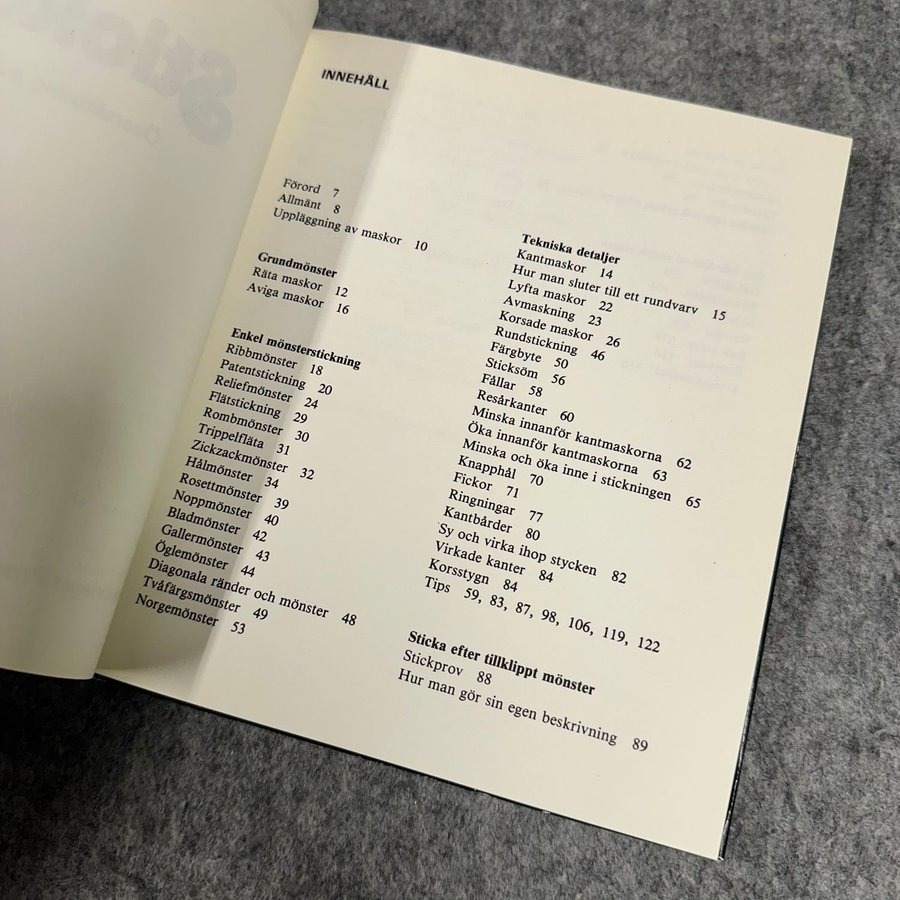 INNEHÅLL
Förord 7
Allmänt 8
Uppläggning av maskor 10
Grundmönster
Räta maskor 12
Aviga maskor 16
Enkel mönsterstickning
Ribbmönster 18
Patentstickning 20
Reliefmönster 24
Flätstickning 29
Rombmönster 30
Trippelfläta 31
Zickzackmönster 32
Hålmönster 34
Rosettmönster 39
Noppmönster 40
Bladmönster 42
Gallermönster 43
Öglemönster 44
Diagonala ränder och mönster 48
Tvåfärgsmönster 49
Norgemönster 53
Tekniska detaljer
Kantmaskor 14
Hur man sluter till ett rundvarv 15
Lyfta maskor 22
Avmaskning 23
Korsade maskor 26
Rundstickning 46
Färgbyte 50
Sticksöm 56
Fållar 58
Resårkanter 60
Minska innanför kantmaskorna 62
Öka innanför kantmaskorna 63
Minska och öka inne i stickningen 65
Knapphål 70
Fickor 71
Ringningar 77
Kantbårder 80
Sy och virka ihop stycken 82
Virkade kanter 84
Korsstygn 84
Tips 59, 83, 87, 98, 106, 119, 122
Sticka efter tillklippt mönster
Stickprov 88
Hur man gör sin egen beskrivning 89